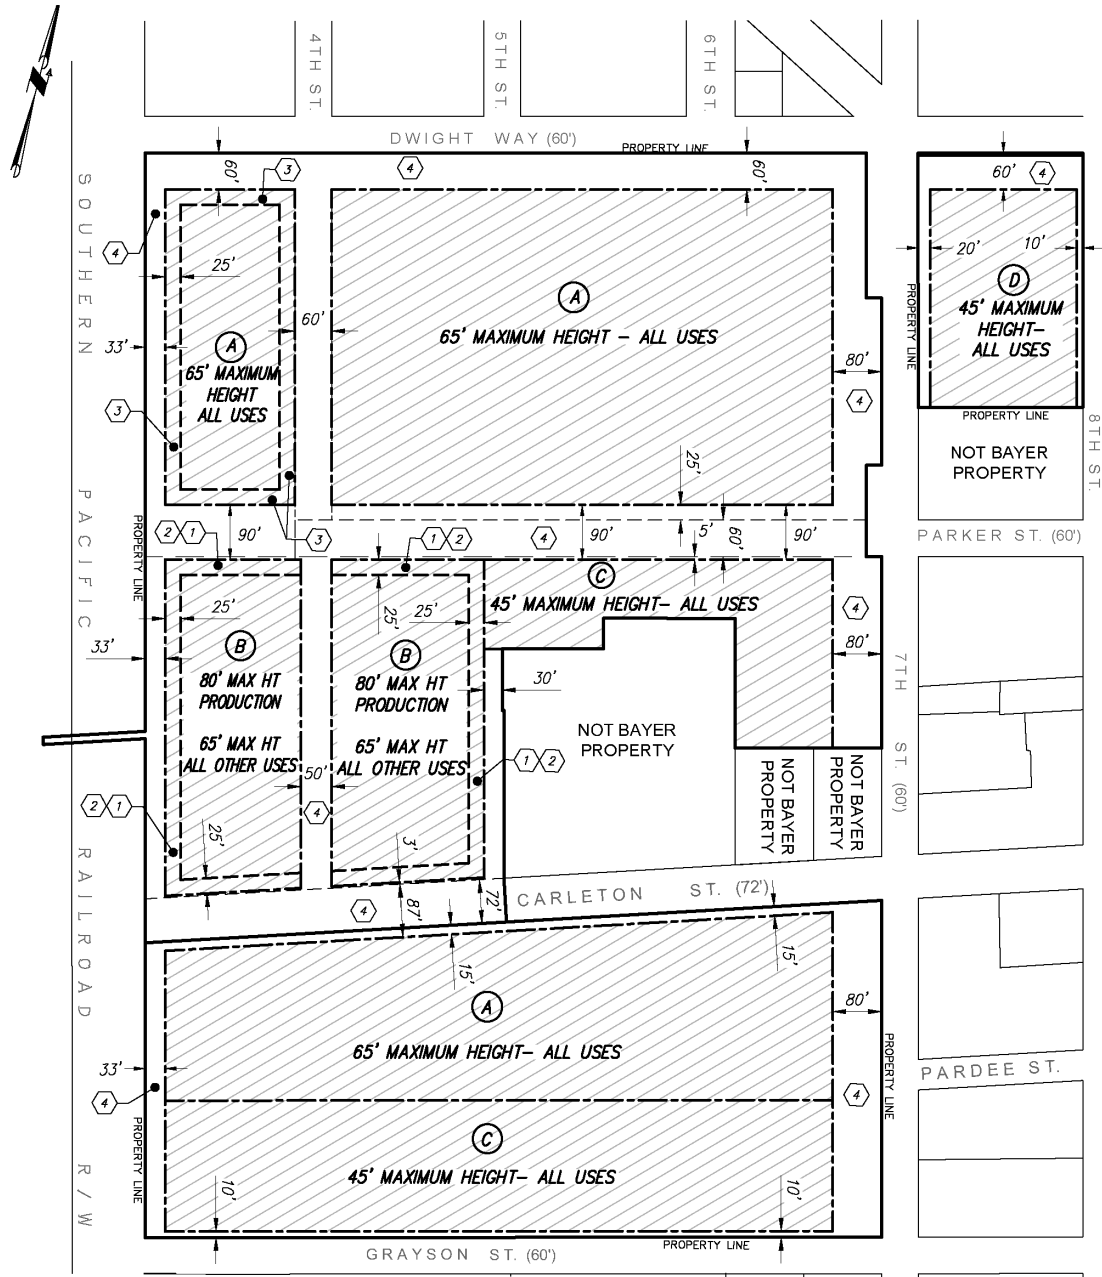 4TH ST.
5TH ST.
6TH ST.
DWIGHT WAY (60')
PROPERTY LINE
60'
3
4
60'
60'
4
SOUTHERN
PACIFIC
RAILROAD
R/W
4
25'
A
65' MAXIMUM
HEIGHT
ALL USES
33'
3
60'
A
65' MAXIMUM HEIGHT – ALL USES
80'
4
PROPERTY LINE
20'
10'
D
45' MAXIMUM
HEIGHT–
ALL USES
PROPERTY LINE
NOT BAYER
PROPERTY
8TH ST.
PARKER ST. (60')
25'
PROPERTY LINE
2 1
90'
3
1 2
4
90'
5'
60'
90'
C
45' MAXIMUM HEIGHT– ALL USES
4
80'
25'
33'
B
80' MAX HT
PRODUCTION
65' MAX HT
ALL OTHER USES
25'
25'
B
80' MAX HT
PRODUCTION
65' MAX HT
ALL OTHER USES
30'
NOT BAYER
PROPERTY
7TH ST. (60')
1 2
50'
4
NOT BAYER
PROPERTY
NOT BAYER
PROPERTY
2 1
25'
3'
4
87'
72'
CARLETON ST. (72')
15'
15'
A
65' MAXIMUM HEIGHT– ALL USES
80'
33'
4
4
PROPERTY LINE
PARDEE ST.
PROPERTY LINE
C
45' MAXIMUM HEIGHT– ALL USES
10'
10'
GRAYSON ST. (60')
PROPERTY LINE